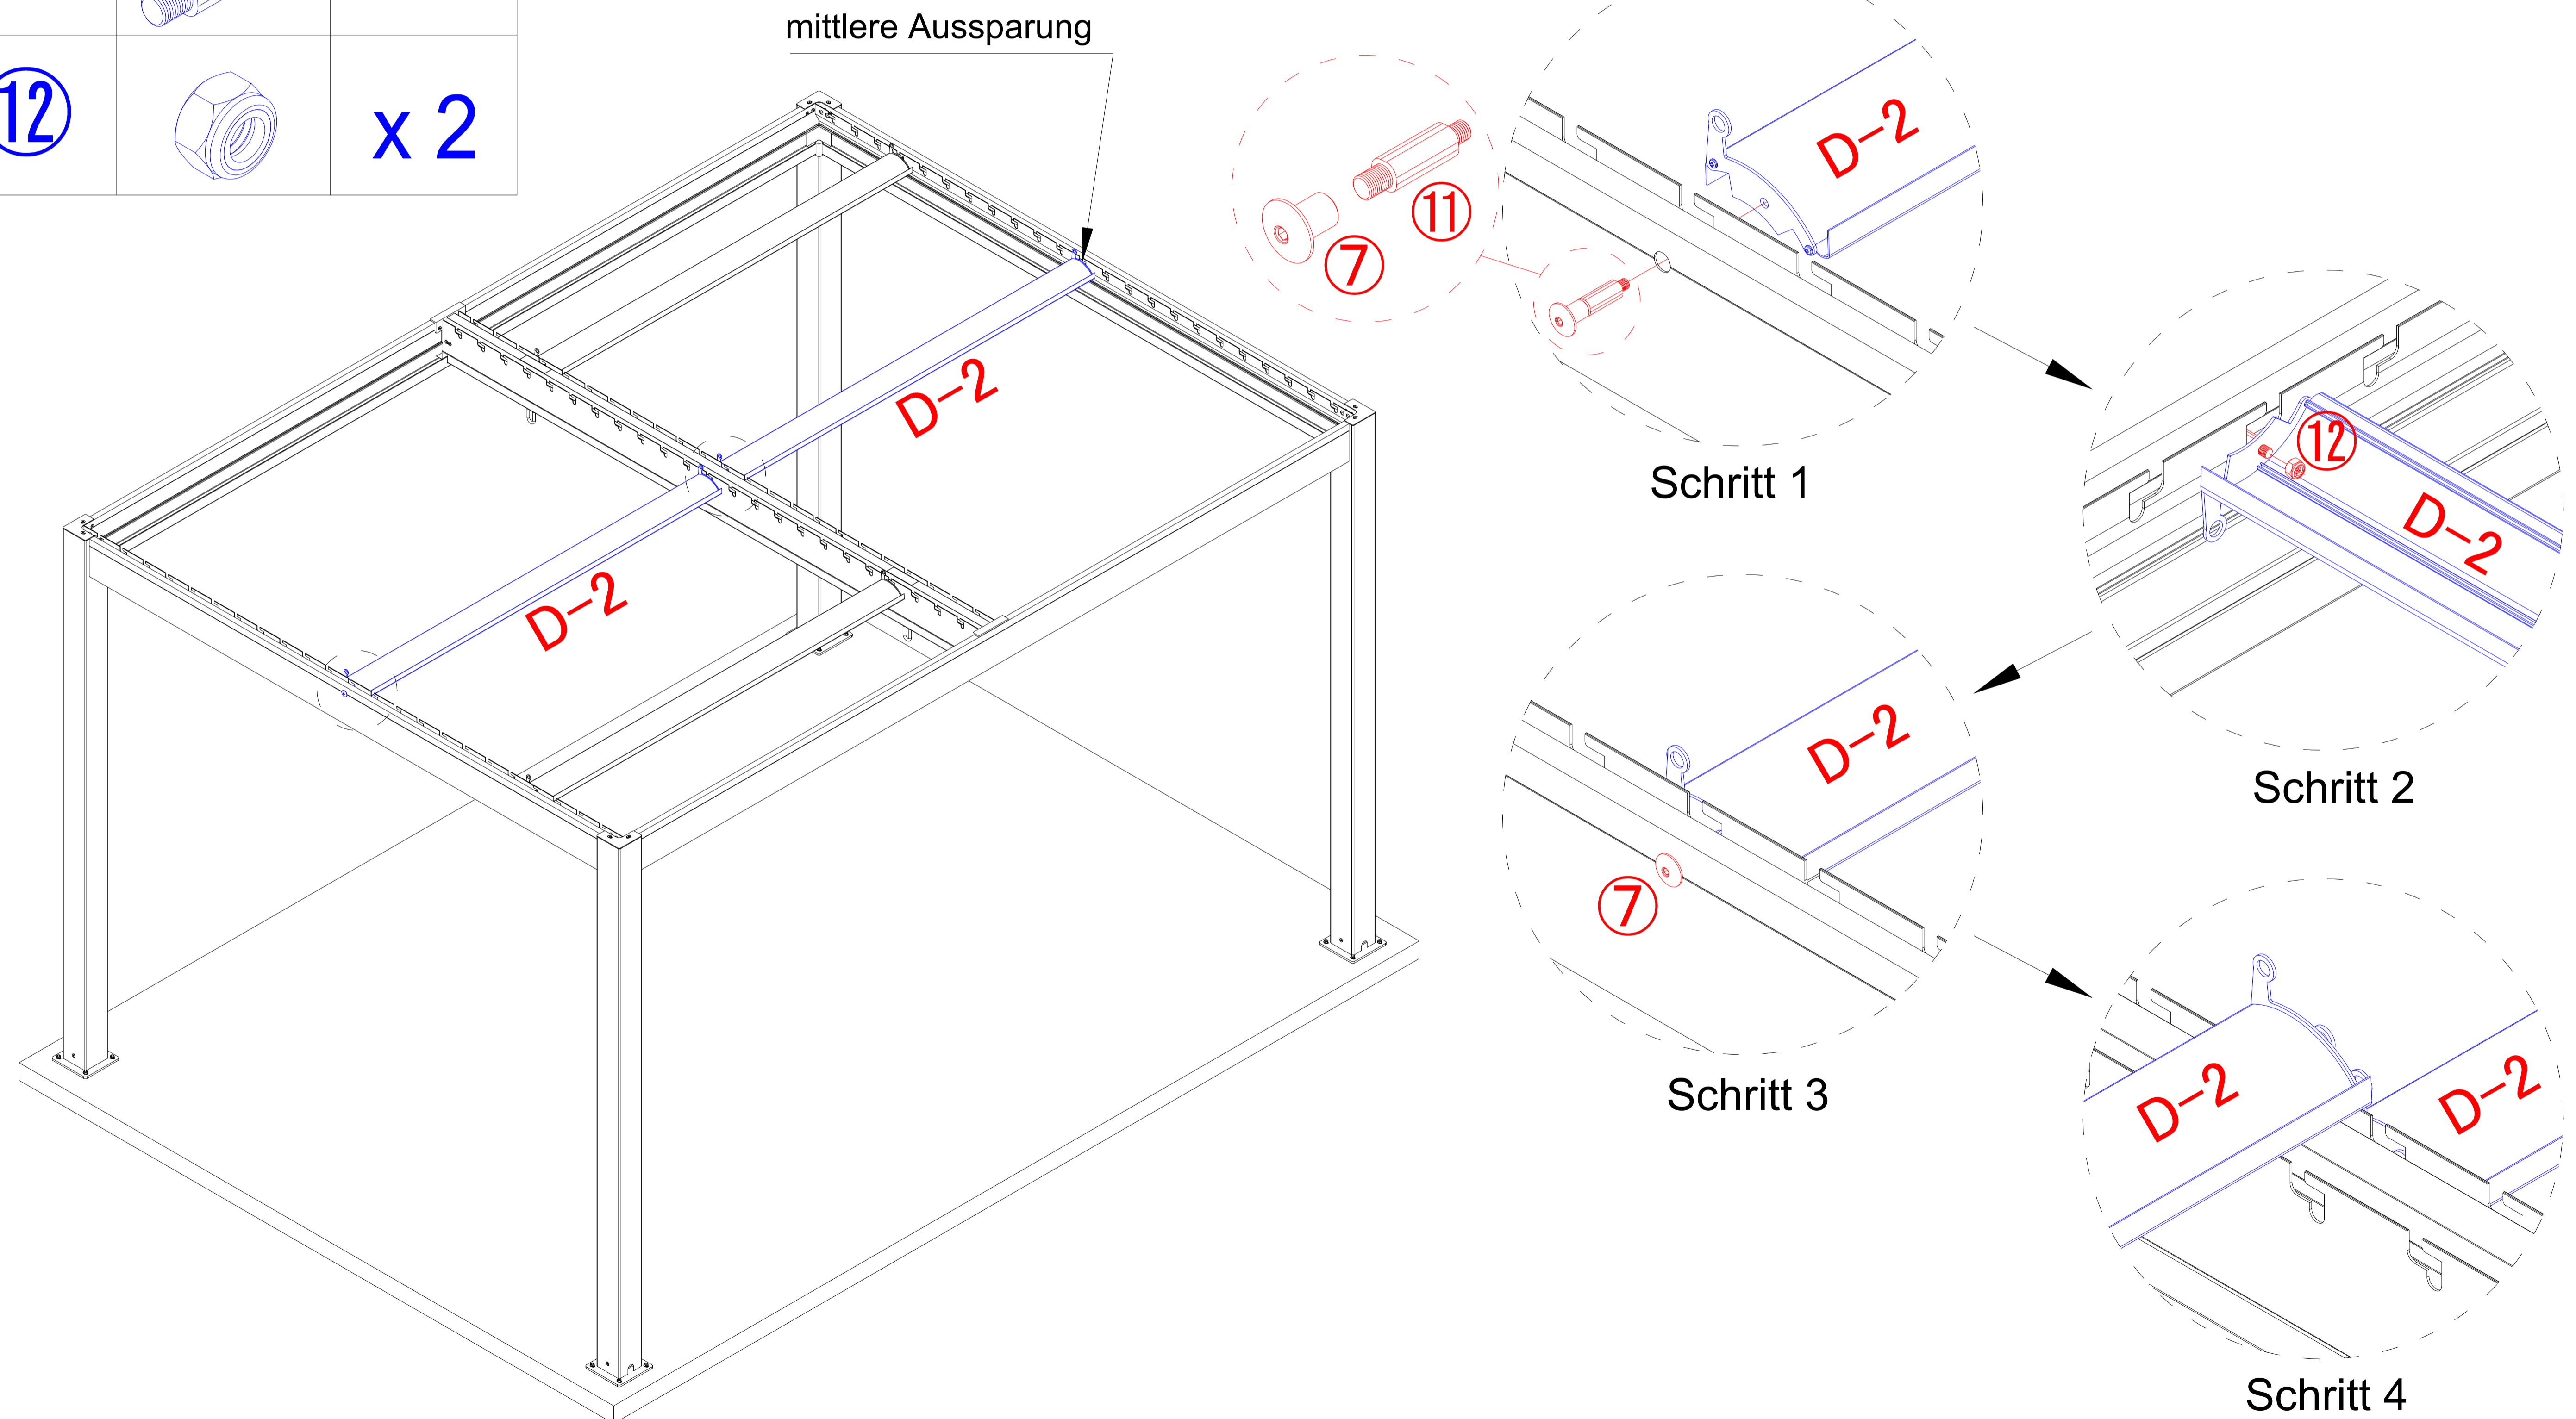 mittlere Aussparung
⑫ x 2
D-2
D-2
⑦
⑪
D-2
Schritt 1
⑫
D-2
Schritt 2
D-2
⑦
Schritt 3
D-2
D-2
Schritt 4